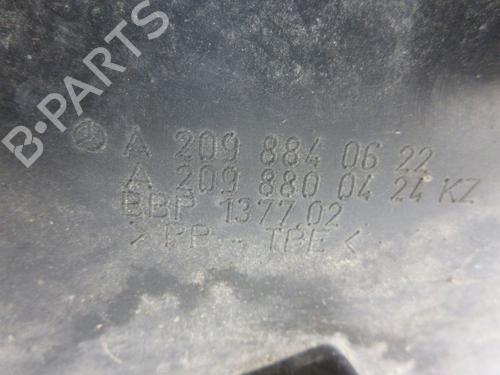 B-PARTS
A 209 884 06 22
A 209 880 04 24 KZ
BBP 1377.02
> PP - TPE <